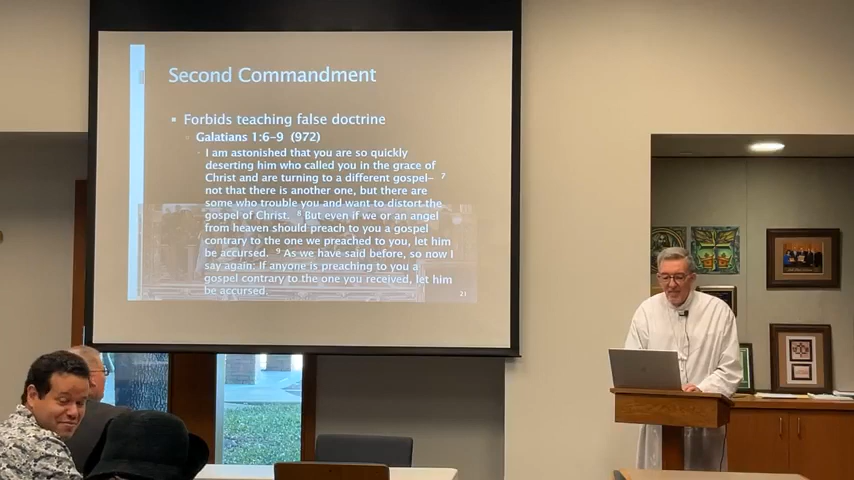 Second Commandment
▪ Forbids teaching false doctrine
▫ Galatians 1:6-9 (972)
▫ I am astonished that you are so quickly
deserting him who called you in the grace of
Christ and are turning to a different gospel— 7
not that there is another one, but there are
some who trouble you and want to distort the
gospel of Christ. 8 But even if we or an angel
from heaven should preach to you a gospel
contrary to the one we preached to you, let him
be accursed. 9 As we have said before, so now I
say again: If anyone is preaching to you a
gospel contrary to the one you received, let him
be accursed.
21